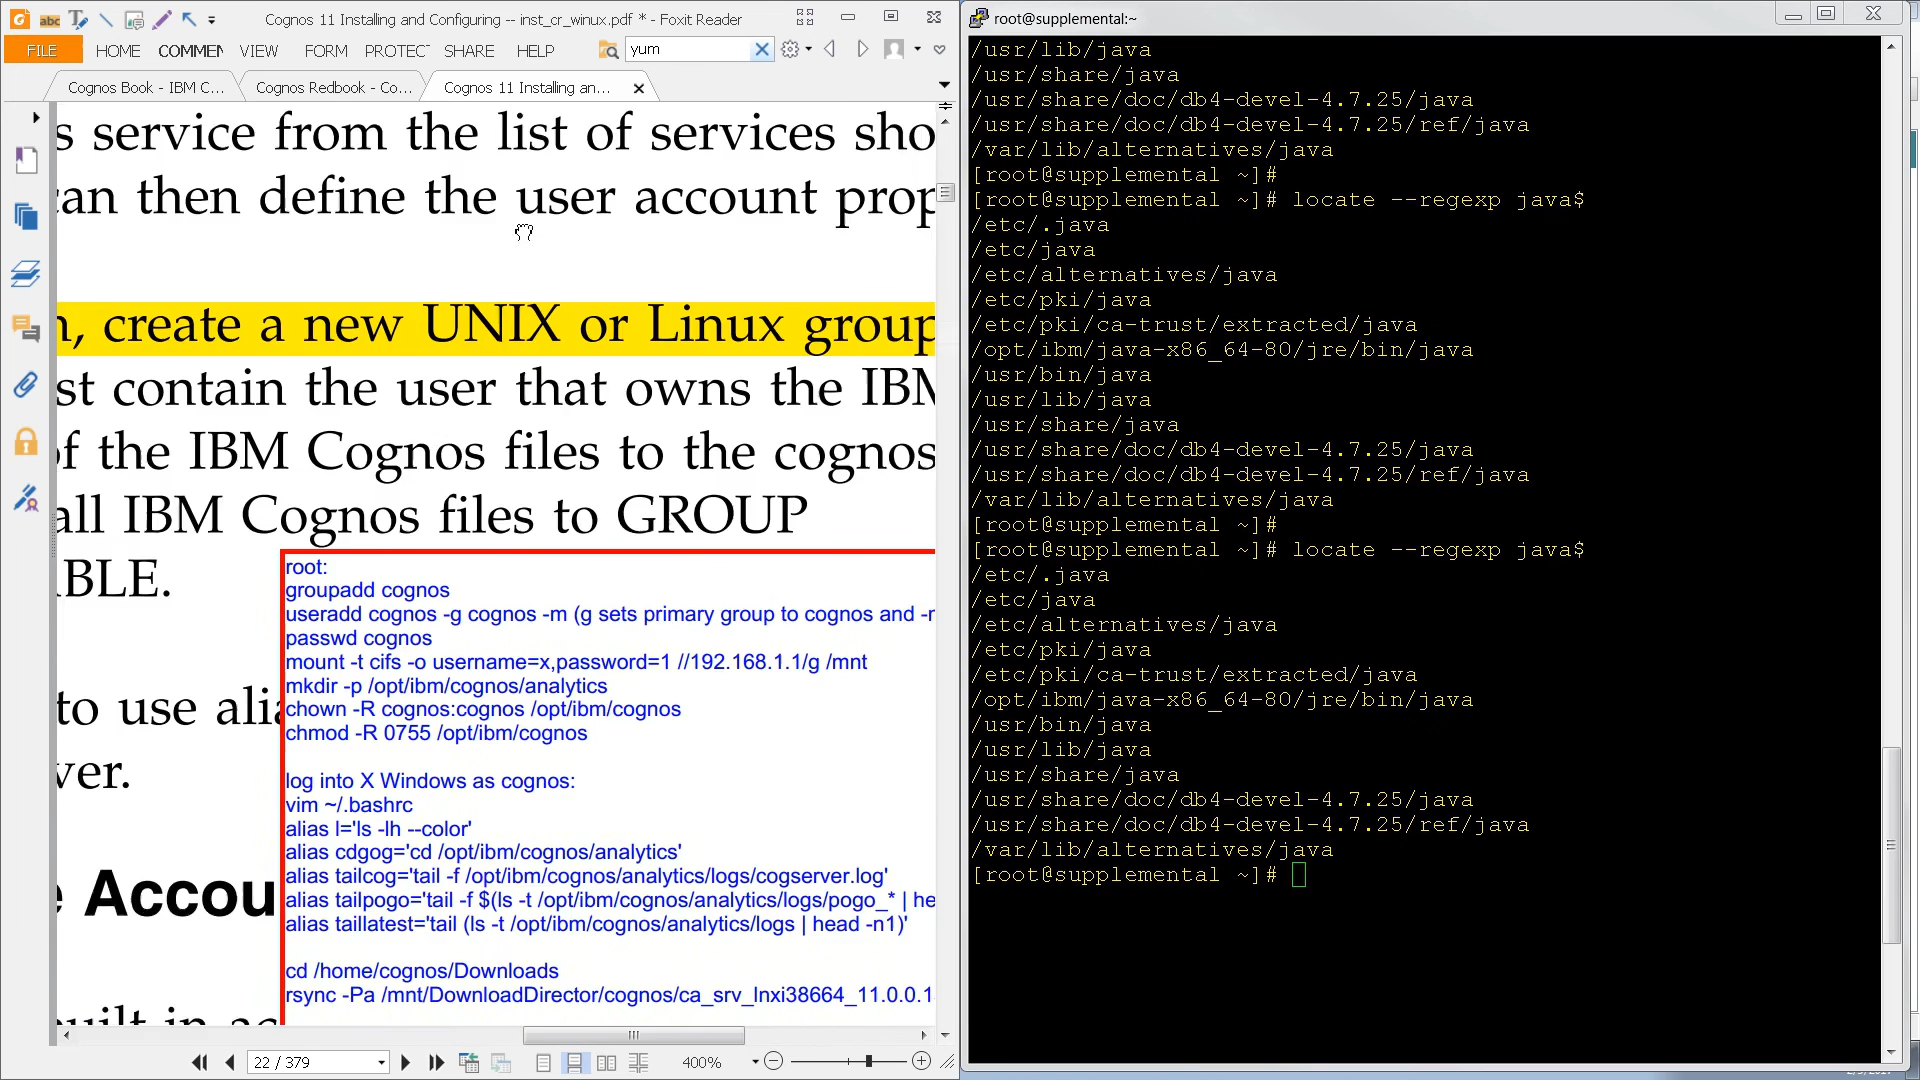 Cognos 11 Installing and Configuring -- inst_cr_winux.pdf * - Foxit Reader
FILE HOME COMMEN VIEW FORM PROTEC SHARE HELP yum
Cognos Book - IBM C... Cognos Redbook - Co... Cognos 11 Installing an...
s service from the list of services sho
can then define the user account prop
n, create a new UNIX or Linux group
st contain the user that owns the IBM
of the IBM Cognos files to the cognos
all IBM Cognos files to GROUP
BLE.
to use alia
ver.
e Accou
uilt in ac
root:
groupadd cognos
useradd cognos -g cognos -m (g sets primary group to cognos and -m
passwd cognos
mount -t cifs -o username=x,password=1 //192.168.1.1/g /mnt
mkdir -p /opt/ibm/cognos/analytics
chown -R cognos:cognos /opt/ibm/cognos
chmod -R 0755 /opt/ibm/cognos
log into X Windows as cognos:
vim ~/.bashrc
alias l='ls -lh --color'
alias cdgog='cd /opt/ibm/cognos/analytics'
alias tailcog='tail -f /opt/ibm/cognos/analytics/logs/cogserver.log'
alias tailpogo='tail -f $(ls -t /opt/ibm/cognos/analytics/logs/pogo_* | he
alias taillatest='tail (ls -t /opt/ibm/cognos/analytics/logs | head -n1)'
cd /home/cognos/Downloads
rsync -Pa /mnt/DownloadDirector/cognos/ca_srv_lnxi38664_11.0.0.1
22 / 379
400%
root@supplemental:~
/usr/lib/java
/usr/share/java
/usr/share/doc/db4-devel-4.7.25/java
/usr/share/doc/db4-devel-4.7.25/ref/java
/var/lib/alternatives/java
[root@supplemental ~]#
[root@supplemental ~]# locate --regexp java$
/etc/.java
/etc/java
/etc/alternatives/java
/etc/pki/java
/etc/pki/ca-trust/extracted/java
/opt/ibm/java-x86_64-80/jre/bin/java
/usr/bin/java
/usr/lib/java
/usr/share/java
/usr/share/doc/db4-devel-4.7.25/java
/usr/share/doc/db4-devel-4.7.25/ref/java
/var/lib/alternatives/java
[root@supplemental ~]#
[root@supplemental ~]# locate --regexp java$
/etc/.java
/etc/java
/etc/alternatives/java
/etc/pki/java
/etc/pki/ca-trust/extracted/java
/opt/ibm/java-x86_64-80/jre/bin/java
/usr/bin/java
/usr/lib/java
/usr/share/java
/usr/share/doc/db4-devel-4.7.25/java
/usr/share/doc/db4-devel-4.7.25/ref/java
/var/lib/alternatives/java
[root@supplemental ~]#